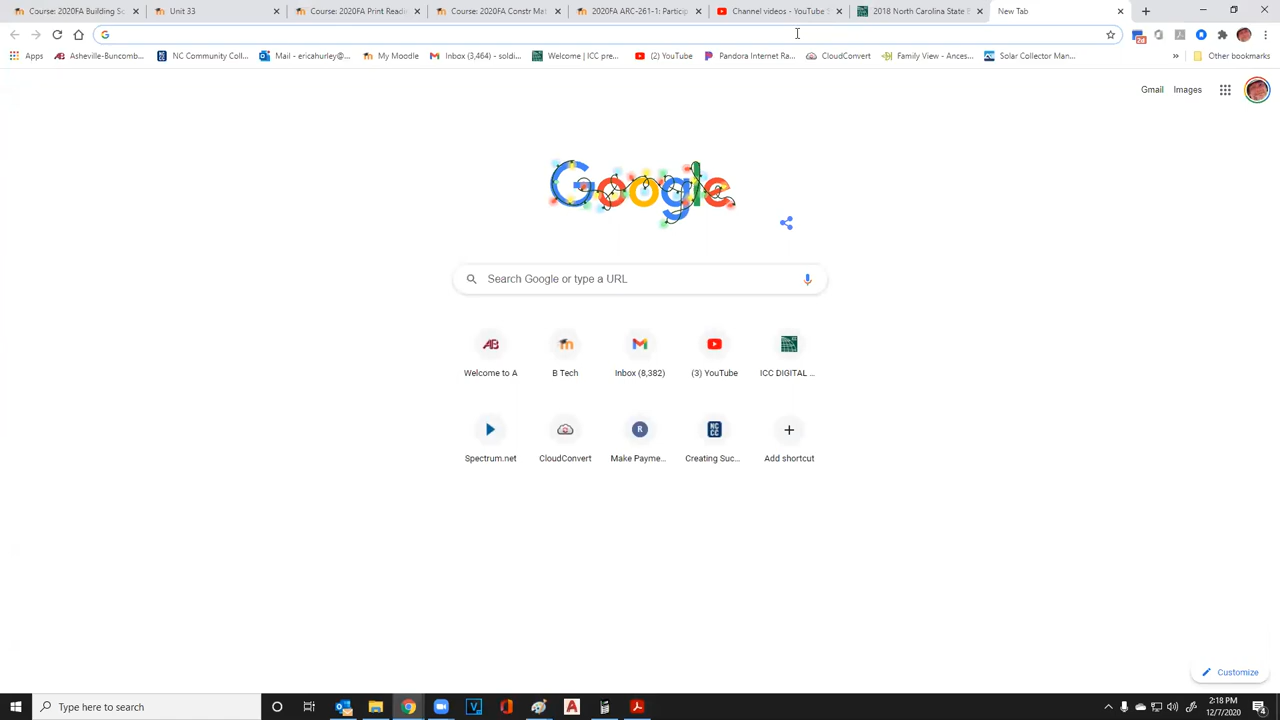 Course: 2020FA Building Sc
Unit 33
Course: 2020FA Print Readi
Course: 2020FA Constr Mat
2020FA ARC-261-1: Particip
Channel videos - YouTube S
2018 North Carolina State E
New Tab
Apps
Asheville-Buncomb...
NC Community Coll...
Mail - ericahurley@...
My Moodle
Inbox (3,464) - soldi...
Welcome | ICC pre...
(2) YouTube
Pandora Internet Ra...
CloudConvert
Family View - Ances...
Solar Collector Man...
»
Other bookmarks
Gmail
Images
Google
Search Google or type a URL
Welcome to A
B Tech
Inbox (8,382)
(3) YouTube
ICC DIGITAL ...
Spectrum.net
CloudConvert
Make Payme...
Creating Suc...
Add shortcut
Customize
Type here to search
2:18 PM
12/7/2020